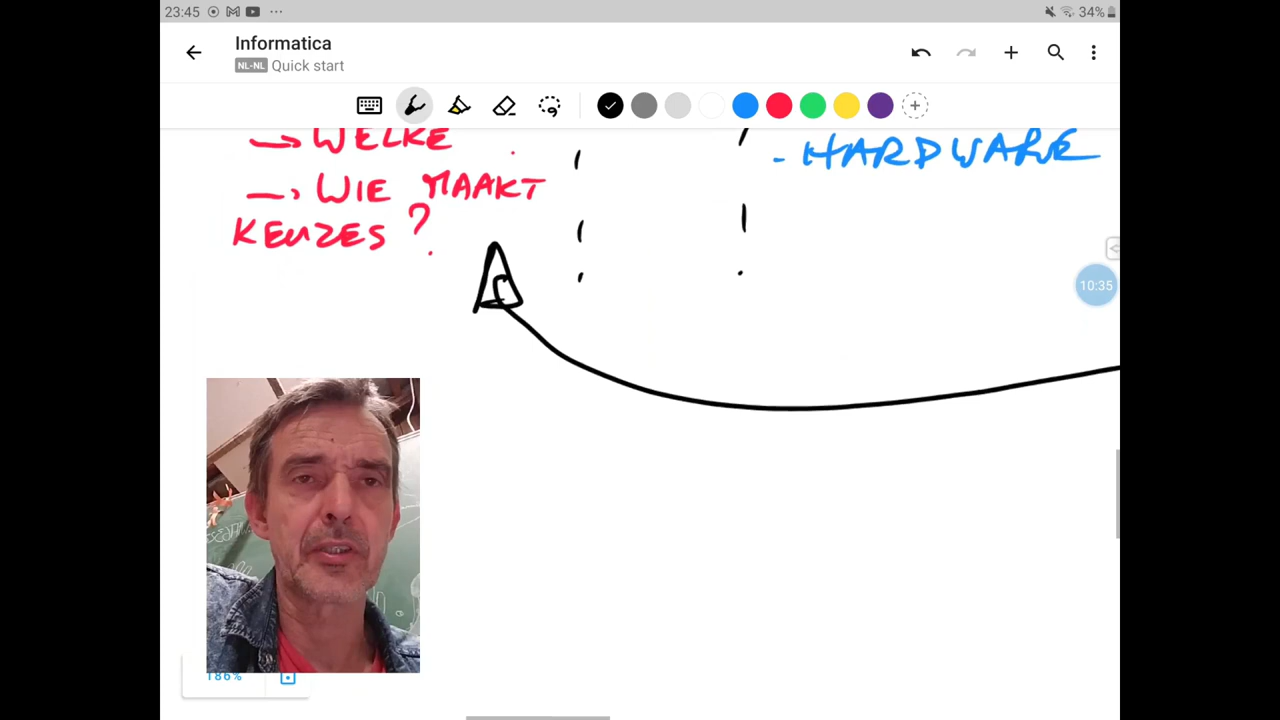 23:45
34%
Informatica
NL-NL Quick start
→ WELKE
→ WIE MAAKT
KEUZES?
- HARDWARE
10:35
186%